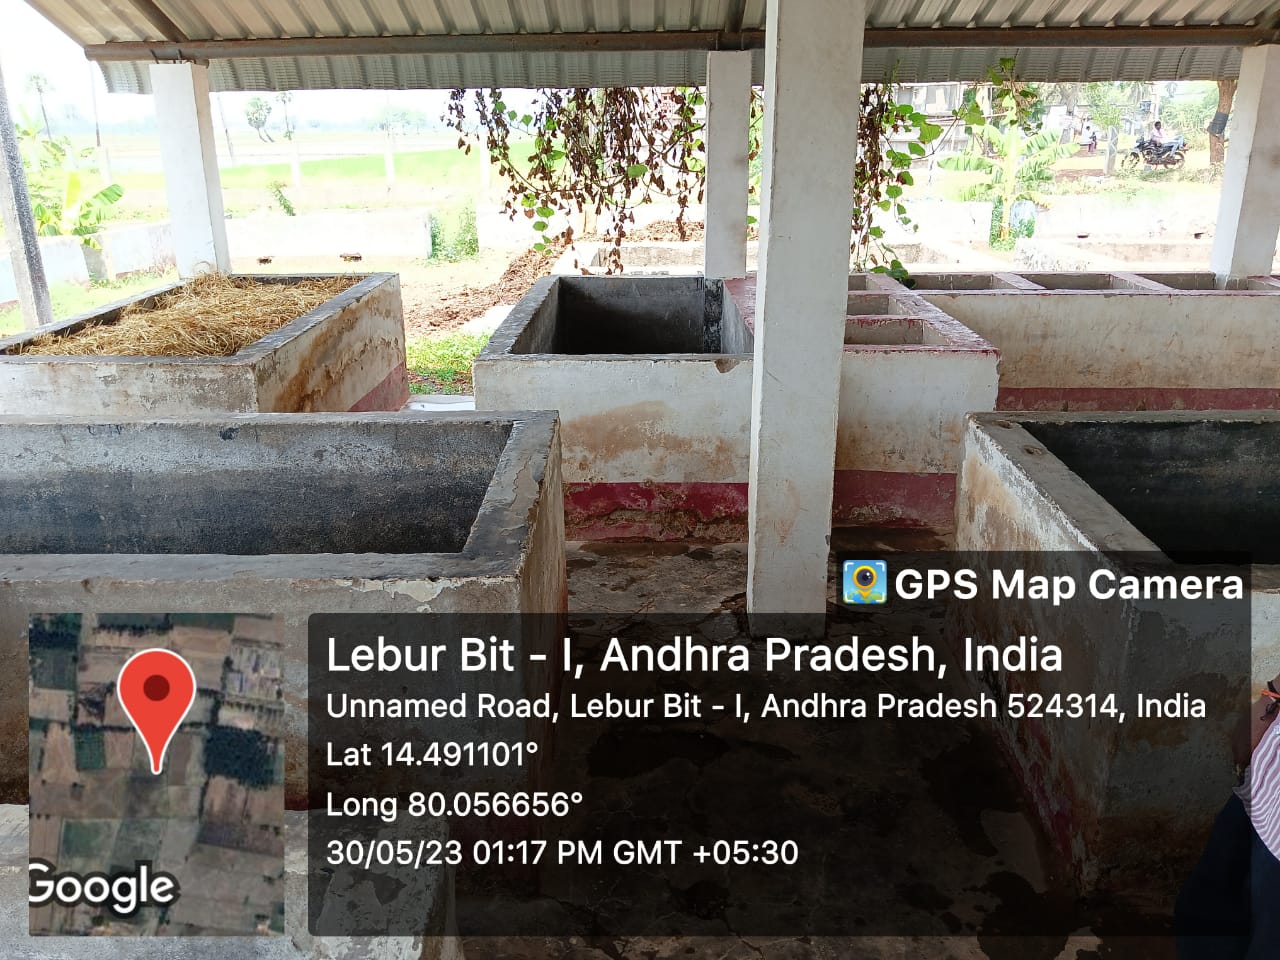 GPS Map Camera
Lebur Bit - I, Andhra Pradesh, India
Unnamed Road, Lebur Bit - I, Andhra Pradesh 524314, India
Lat 14.491101°
Long 80.056656°
30/05/23 01:17 PM GMT +05:30
Google